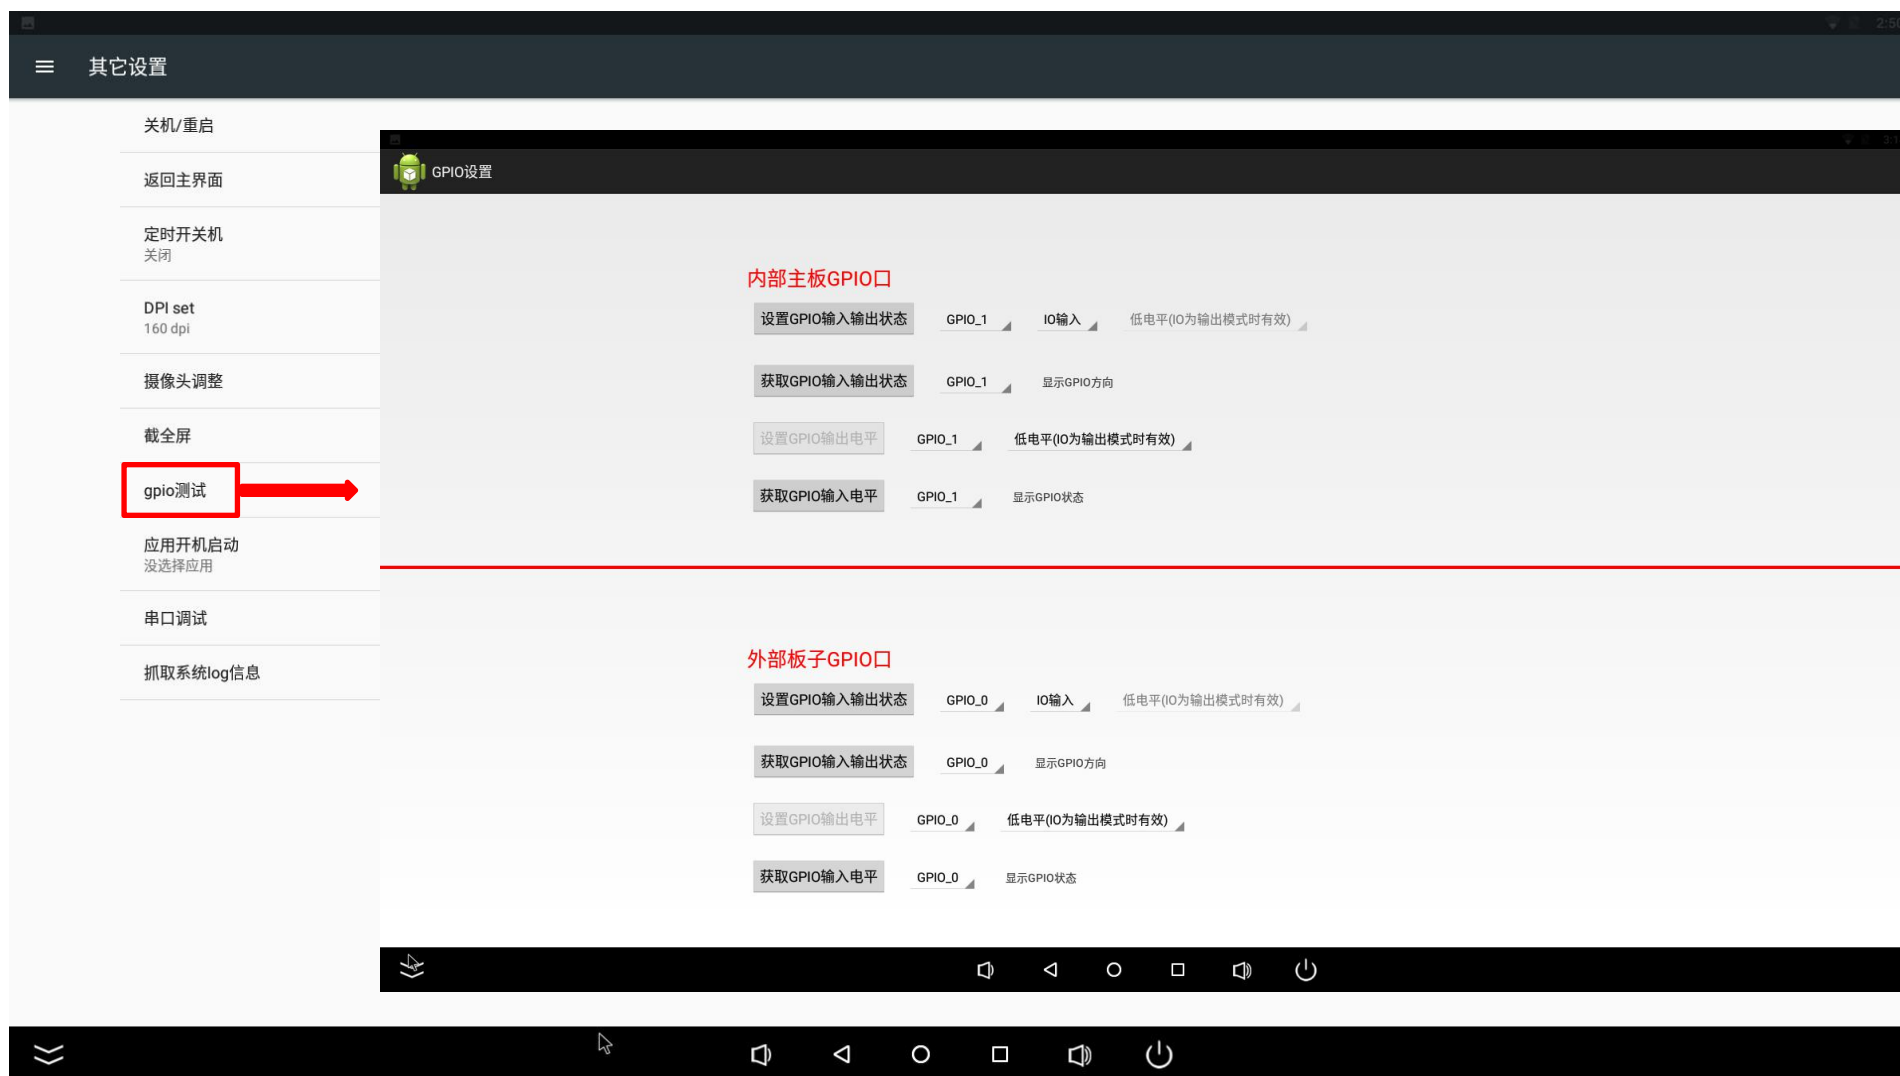 其它设置
关机/重启
返回主界面
定时开关机
关闭
DPI set
160 dpi
摄像头调整
截全屏
gpio测试
应用开机启动
没选择应用
串口调试
抓取系统log信息
GPIO设置
内部主板GPIO口
设置GPIO输入输出状态 GPIO_1 IO输入 低电平(IO为输出模式时有效)
获取GPIO输入输出状态 GPIO_1 显示GPIO方向
设置GPIO输出电平 GPIO_1 低电平(IO为输出模式时有效)
获取GPIO输入电平 GPIO_1 显示GPIO状态
外部板子GPIO口
设置GPIO输入输出状态 GPIO_0 IO输入 低电平(IO为输出模式时有效)
获取GPIO输入输出状态 GPIO_0 显示GPIO方向
设置GPIO输出电平 GPIO_0 低电平(IO为输出模式时有效)
获取GPIO输入电平 GPIO_0 显示GPIO状态